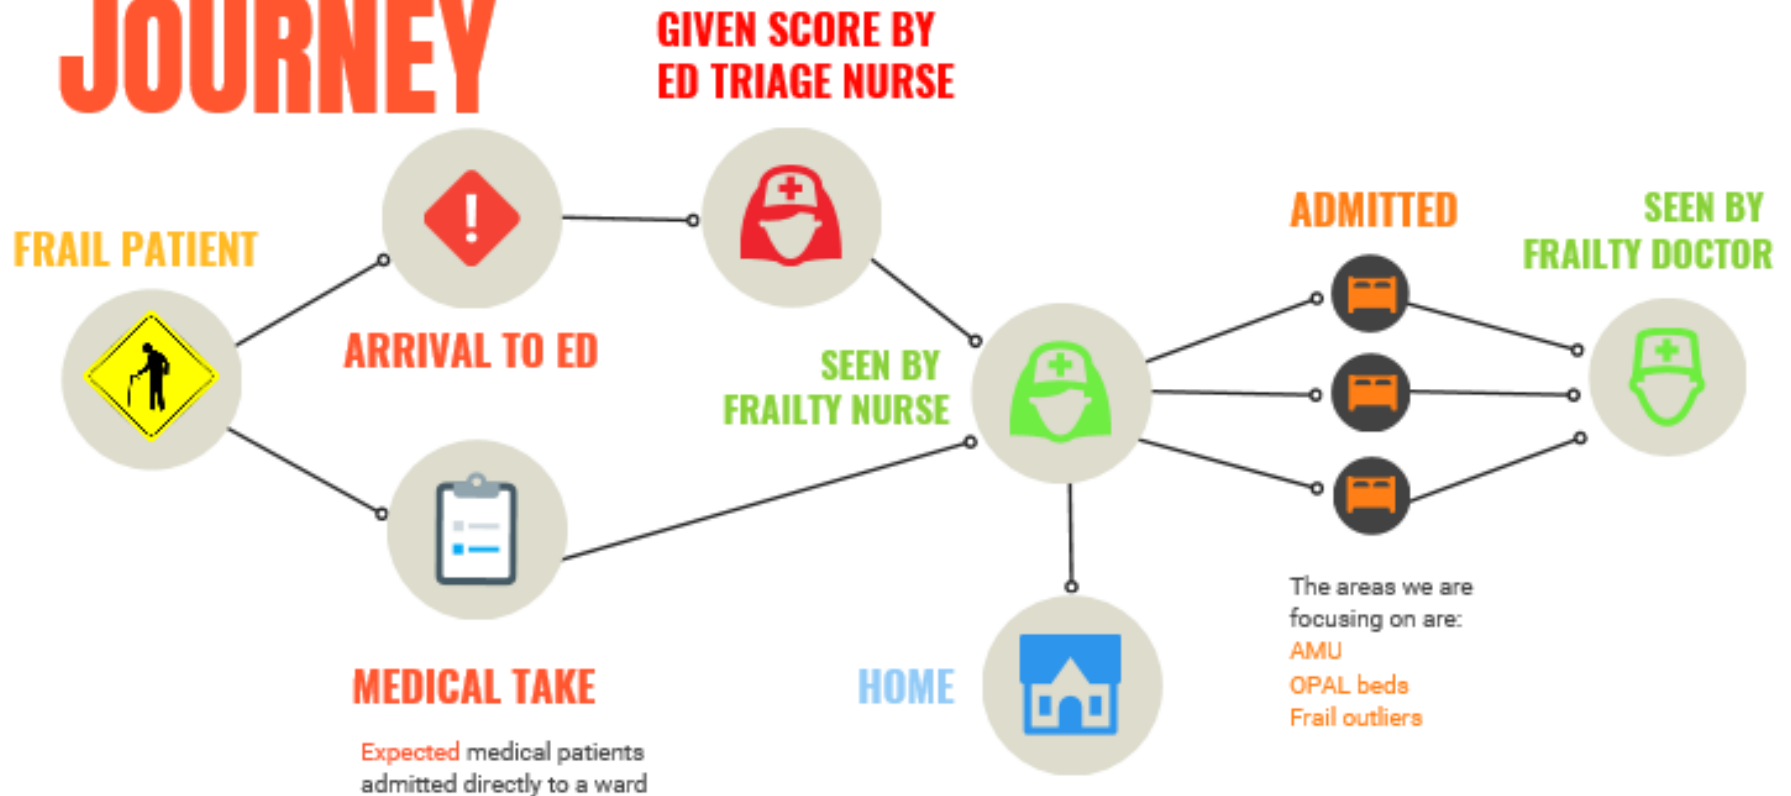 JOURNEY
GIVEN SCORE BY
ED TRIAGE NURSE
FRAIL PATIENT
ARRIVAL TO ED
SEEN BY
FRAILTY NURSE
ADMITTED
SEEN BY
FRAILTY DOCTOR
MEDICAL TAKE
Expected medical patients
admitted directly to a ward
HOME
The areas we are
focusing on are:
AMU
OPAL beds
Frail outliers